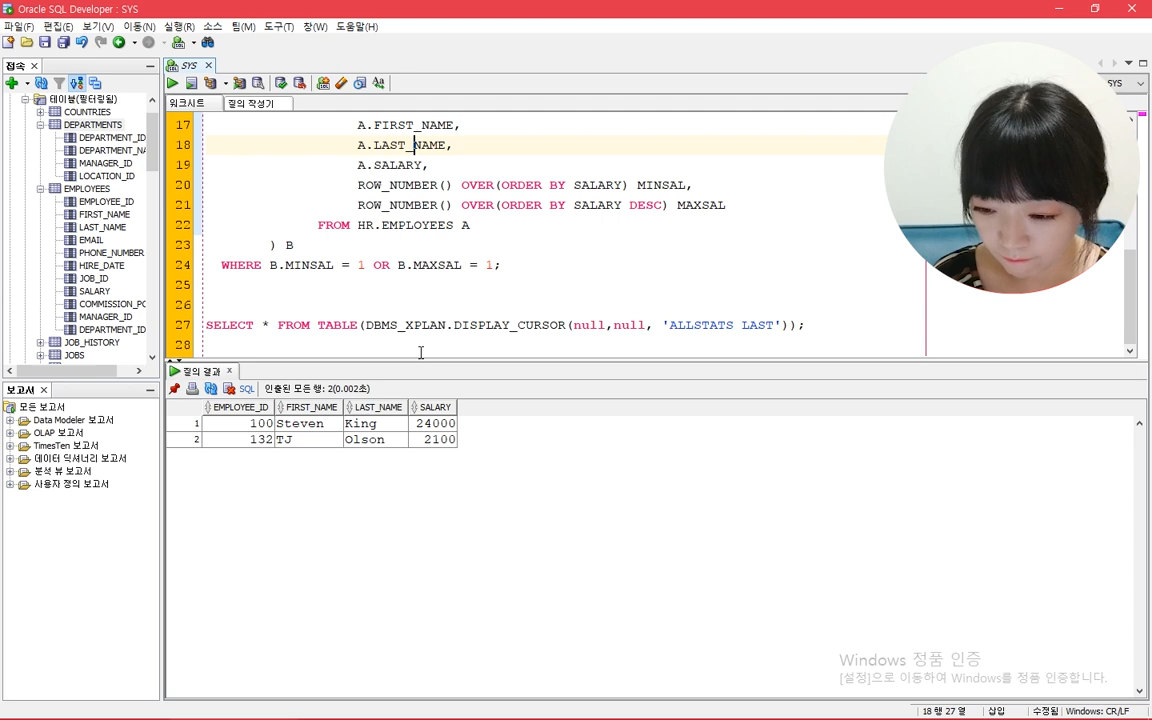 Oracle SQL Developer : SYS
파일(F) 편집(E) 보기(V) 이동(N) 실행(R) 소스 팀(M) 도구(T) 창(W) 도움말(H)
접속
테이블(필터링됨)
COUNTRIES
DEPARTMENTS
DEPARTMENT_ID
DEPARTMENT_NA
MANAGER_ID
LOCATION_ID
EMPLOYEES
EMPLOYEE_ID
FIRST_NAME
LAST_NAME
EMAIL
PHONE_NUMBER
HIRE_DATE
JOB_ID
SALARY
COMMISSION_PC
MANAGER_ID
DEPARTMENT_ID
JOB_HISTORY
JOBS
보고서
모든 보고서
Data Modeler 보고서
OLAP 보고서
TimesTen 보고서
데이터 딕셔너리 보고서
분석 뷰 보고서
사용자 정의 보고서
SYS
SQL
SYS
워크시트 질의 작성기
17 A.FIRST_NAME,
18 A.LAST_NAME,
19 A.SALARY,
20 ROW_NUMBER() OVER(ORDER BY SALARY) MINSAL,
21 ROW_NUMBER() OVER(ORDER BY SALARY DESC) MAXSAL
22 FROM HR.EMPLOYEES A
23 ) B
24 WHERE B.MINSAL = 1 OR B.MAXSAL = 1;
25
26
27 SELECT * FROM TABLE(DBMS_XPLAN.DISPLAY_CURSOR(null,null, 'ALLSTATS LAST'));
28
질의 결과
SQL 인출된 모든 행: 2(0.002초)
EMPLOYEE_ID FIRST_NAME LAST_NAME SALARY
1 100 Steven King 24000
2 132 TJ Olson 2100
Windows 정품 인증
[설정]으로 이동하여 Windows를 정품 인증합니다.
18 행 27 열 삽입 수정됨 Windows: CR/LF